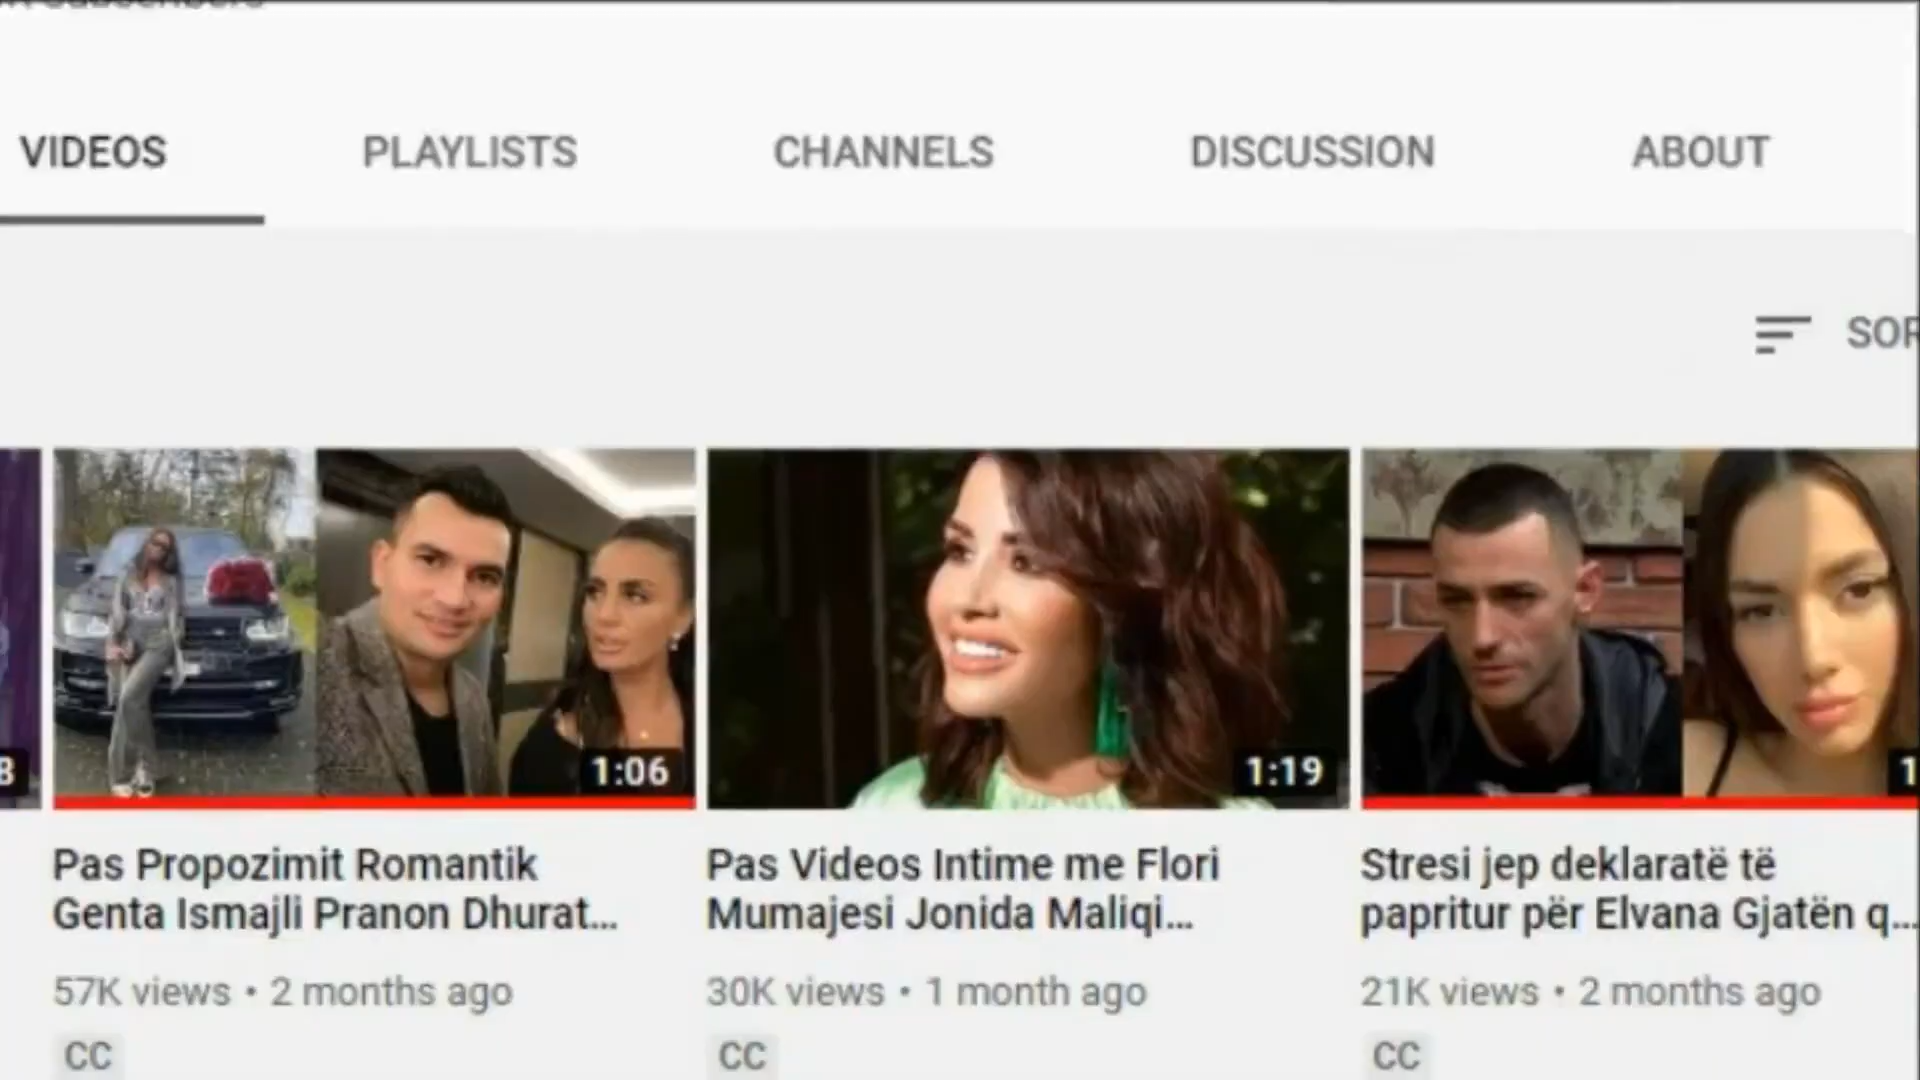 VIDEOS PLAYLISTS CHANNELS DISCUSSION ABOUT
SOR
8
1:06
1:19
1
Pas Propozimit Romantik
Genta Ismajli Pranon Dhurat...
57K views • 2 months ago
CC
Pas Videos Intime me Flori
Mumajesi Jonida Maliqi...
30K views • 1 month ago
CC
Stresi jep deklaratë të
papritur për Elvana Gjatën q...
21K views • 2 months ago
CC